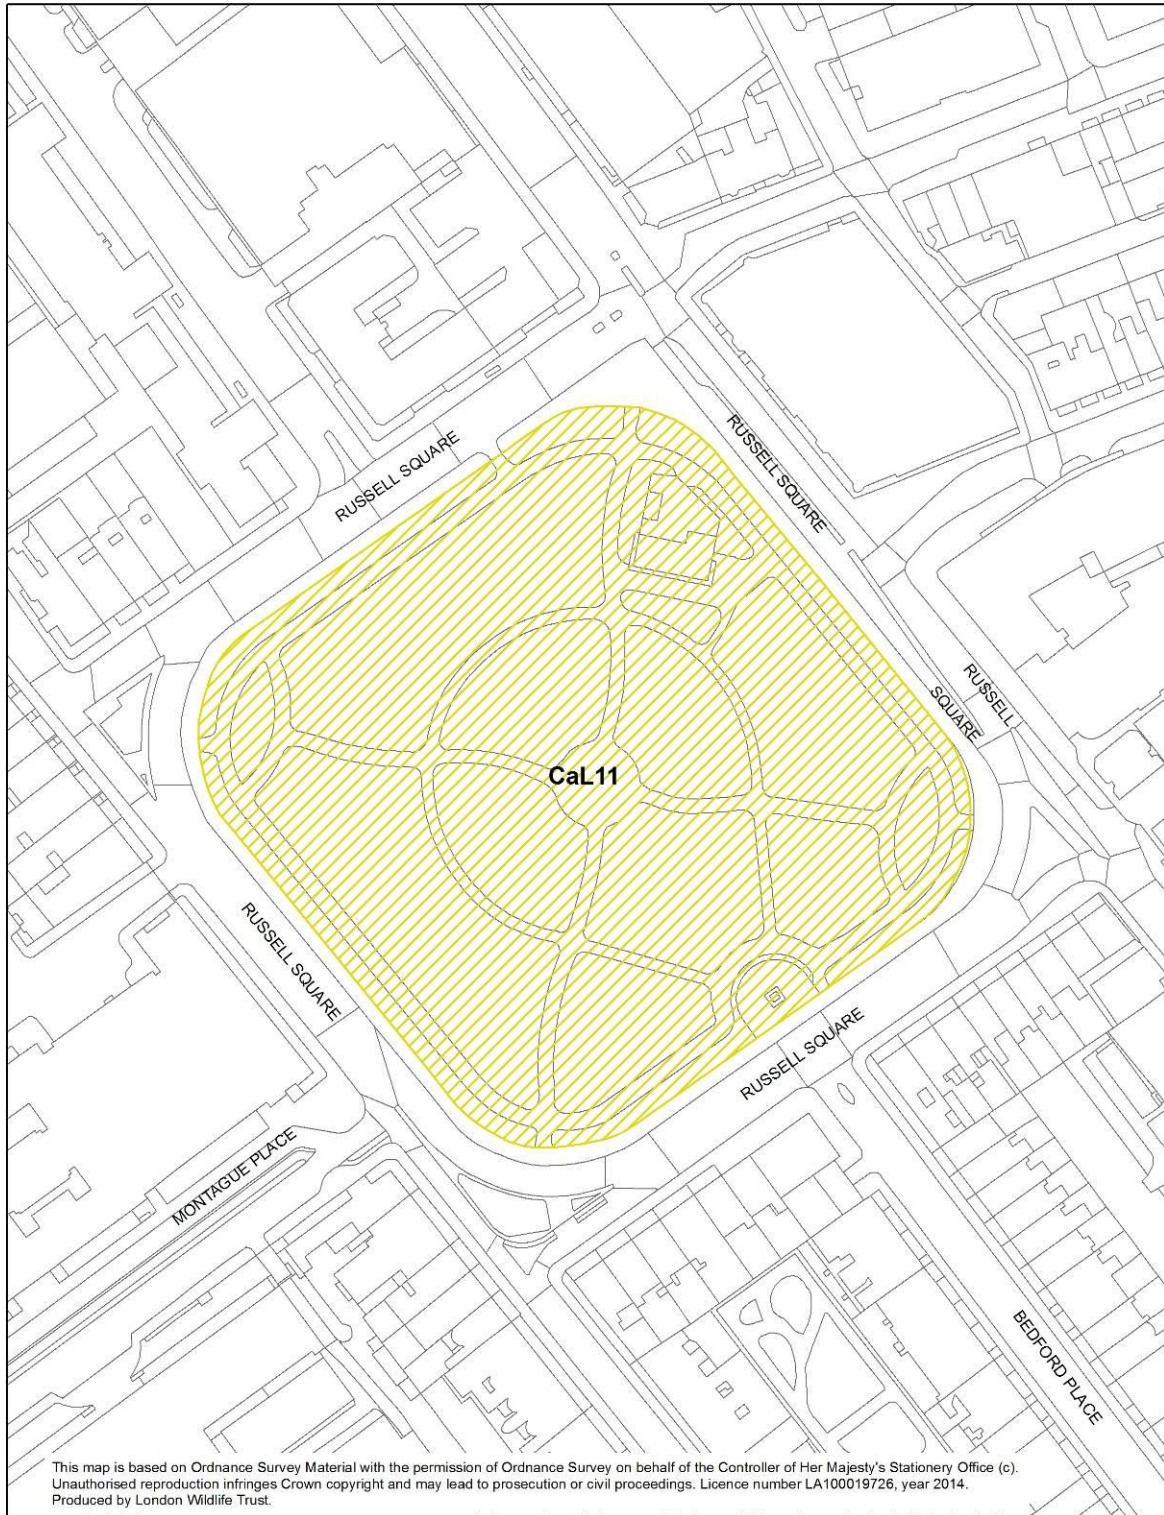 RUSSELL SQUARE
RUSSELL SQUARE
RUSSELL
SQUARE
CaL11
RUSSELL SQUARE
RUSSELL SQUARE
MONTAGUE PLACE
BEDFORD PLACE
This map is based on Ordnance Survey Material with the permission of Ordnance Survey on behalf of the Controller of Her Majesty's Stationery Office (c).
Unauthorised reproduction infringes Crown copyright and may lead to prosecution or civil proceedings. Licence number LA100019726, year 2014.
Produced by London Wildlife Trust.